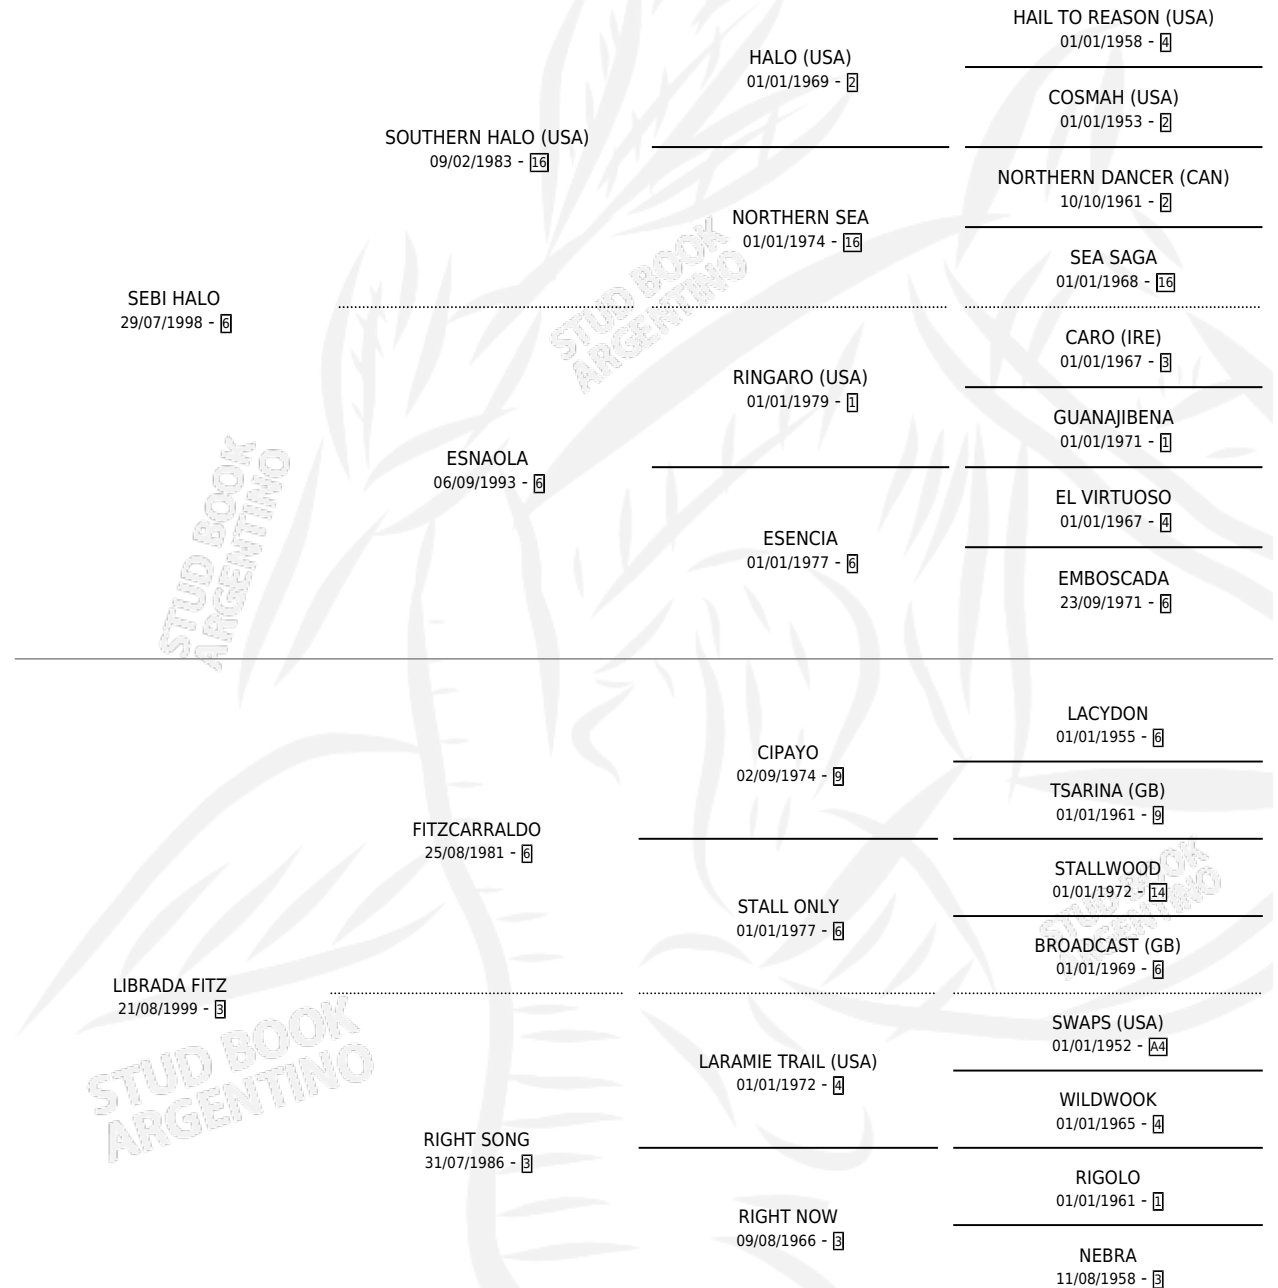 HAIL TO REASON (USA)
01/01/1958 - 4
HALO (USA)
01/01/1969 - 2
COSMAH (USA)
01/01/1953 - 2
SOUTHERN HALO (USA)
09/02/1983 - 16
NORTHERN DANCER (CAN)
10/10/1961 - 2
NORTHERN SEA
01/01/1974 - 16
SEA SAGA
01/01/1968 - 16
SEBI HALO
29/07/1998 - 6
STUD BOOK
ARGENTINO
CARO (IRE)
01/01/1967 - 3
RINGARO (USA)
01/01/1979 - 1
GUANAJIBENA
01/01/1971 - 1
ESNAOLA
06/09/1993 - 6
EL VIRTUOSO
01/01/1967 - 4
ESENCIA
01/01/1977 - 6
EMBOSCADA
23/09/1971 - 6
STUD BOOK
ARGENTINO
LACYDON
01/01/1955 - 6
CIPAYO
02/09/1974 - 9
TSARINA (GB)
01/01/1961 - 9
FITZCARRALDO
25/08/1981 - 6
STALLWOOD
01/01/1972 - 14
STALL ONLY
01/01/1977 - 6
STUD BOOK
ARGENTINO
BROADCAST (GB)
01/01/1969 - 6
LIBRADA FITZ
21/08/1999 - 3
SWAPS (USA)
01/01/1952 - A4
LARAMIE TRAIL (USA)
01/01/1972 - 4
WILDWOOK
01/01/1965 - 4
STUD BOOK
ARGENTINO
RIGHT SONG
31/07/1986 - 3
RIGOLO
01/01/1961 - 1
RIGHT NOW
09/08/1966 - 3
NEBRA
11/08/1958 - 3